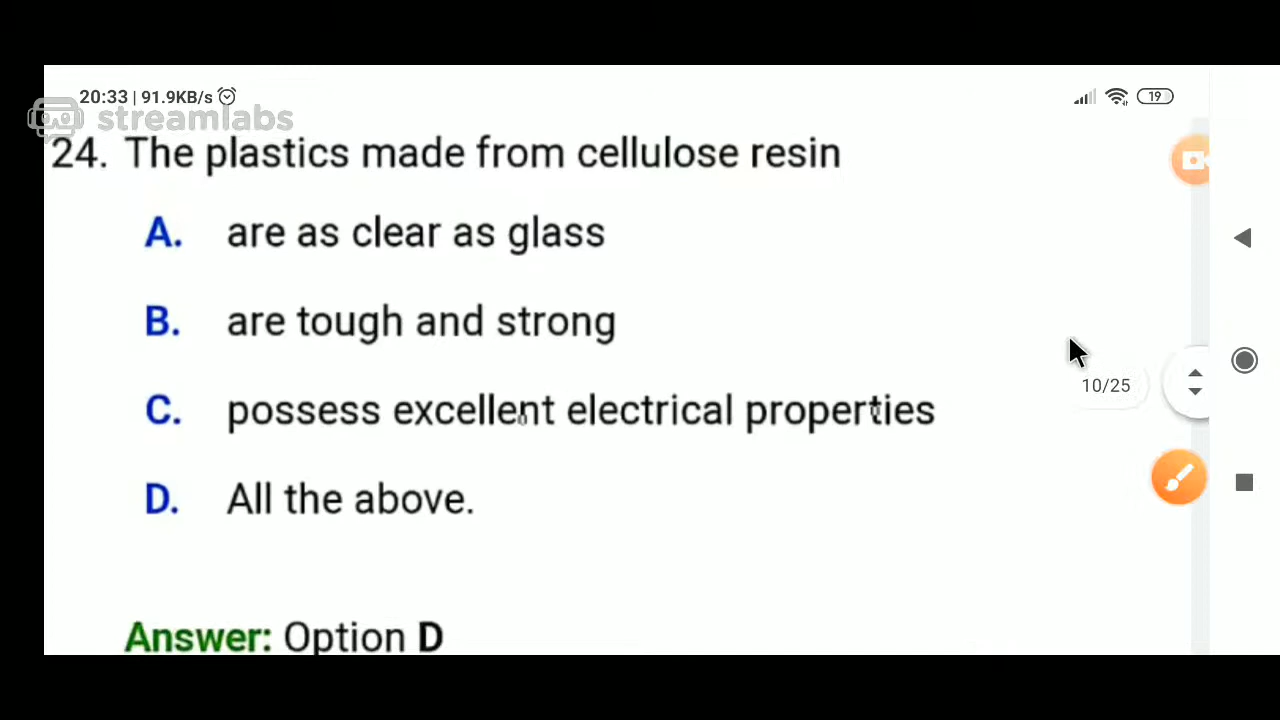 20:33 | 91.9KB/s
19
streamlabs
24. The plastics made from cellulose resin
A. are as clear as glass
B. are tough and strong
C. possess excellent electrical properties
10/25
D. All the above.
Answer: Option D